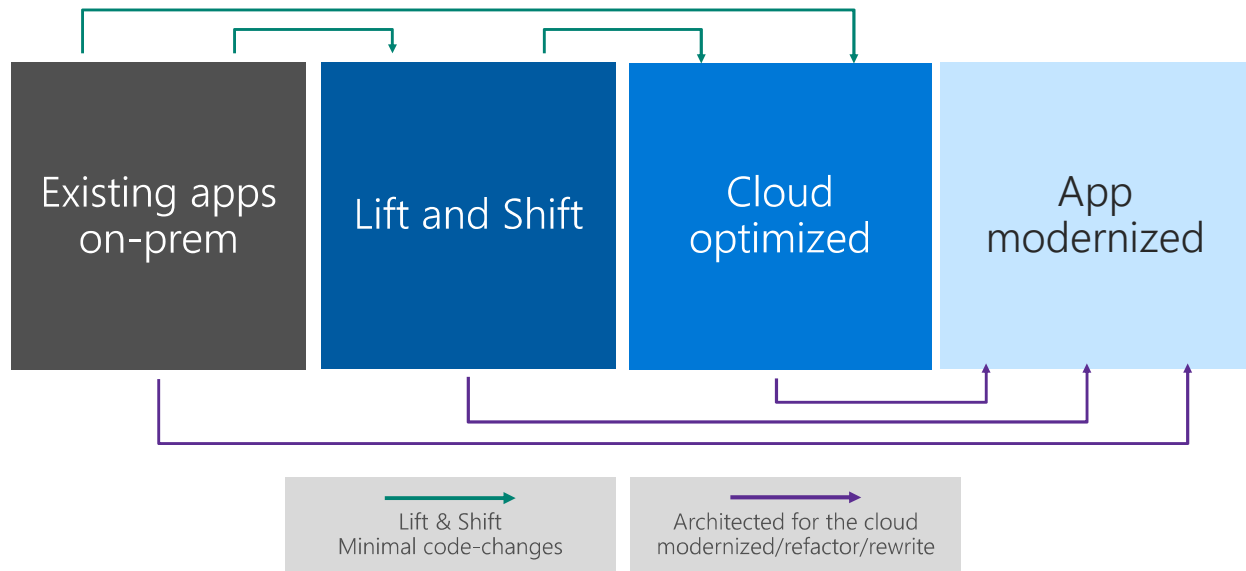 Existing apps
on-prem
Lift and Shift
Cloud
optimized
App
modernized
Lift & Shift
Minimal code-changes
Architected for the cloud
modernized/refactor/rewrite